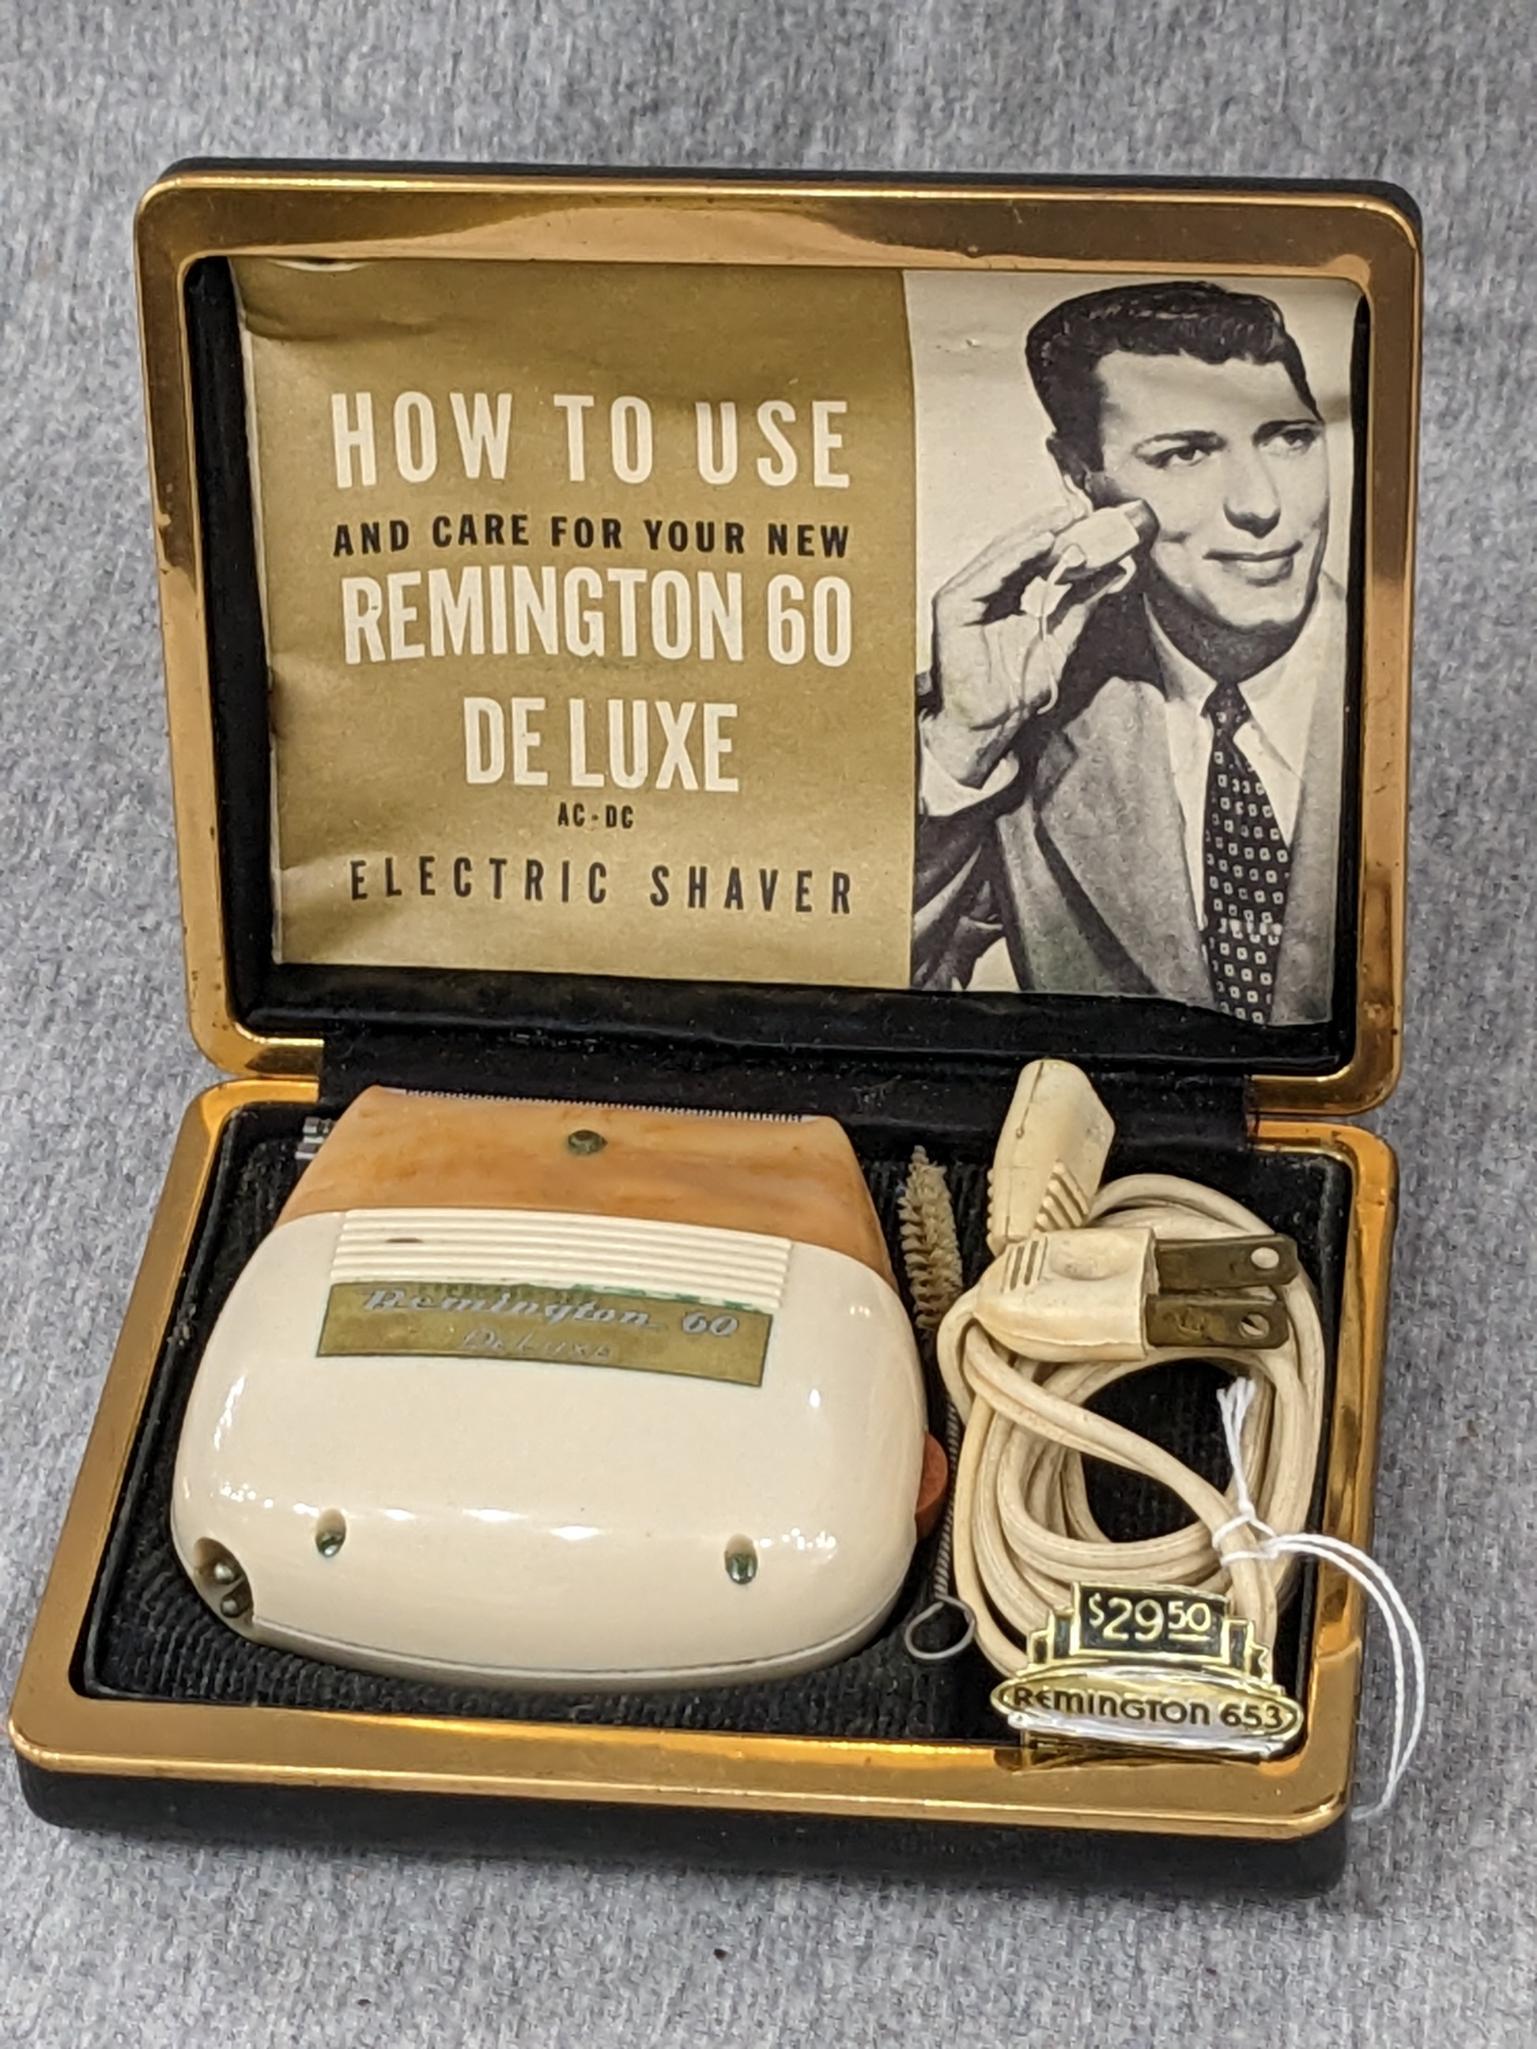 HOW TO USE
AND CARE FOR YOUR NEW
REMINGTON 60
DE LUXE
AC-DC
ELECTRIC SHAVER
Remington 60
DeLuxe
$29.50
REMINGTON 653